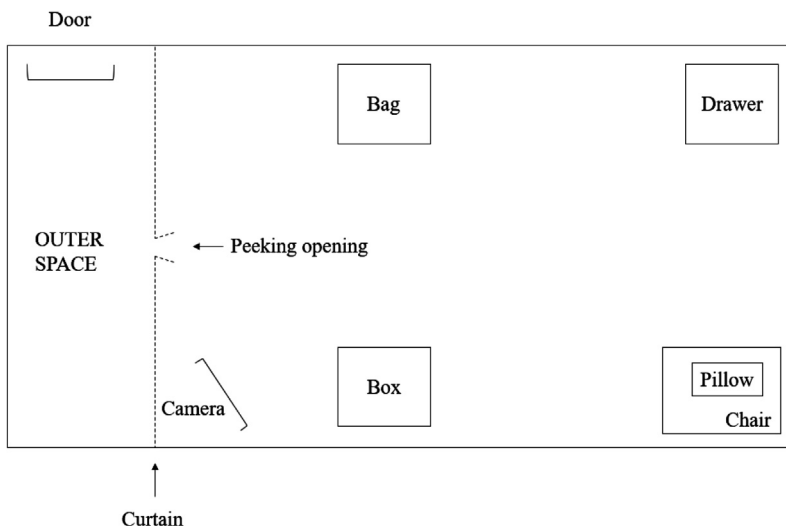 Door
Bag
Drawer
OUTER
SPACE
Peeking opening
Camera
Box
Pillow
Chair
Curtain